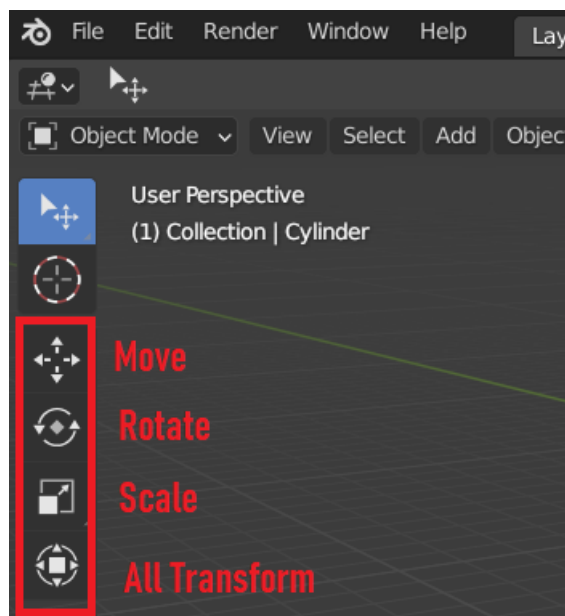 File Edit Render Window Help Lay
Object Mode View Select Add Objec
User Perspective
(1) Collection | Cylinder
Move
Rotate
Scale
All Transform